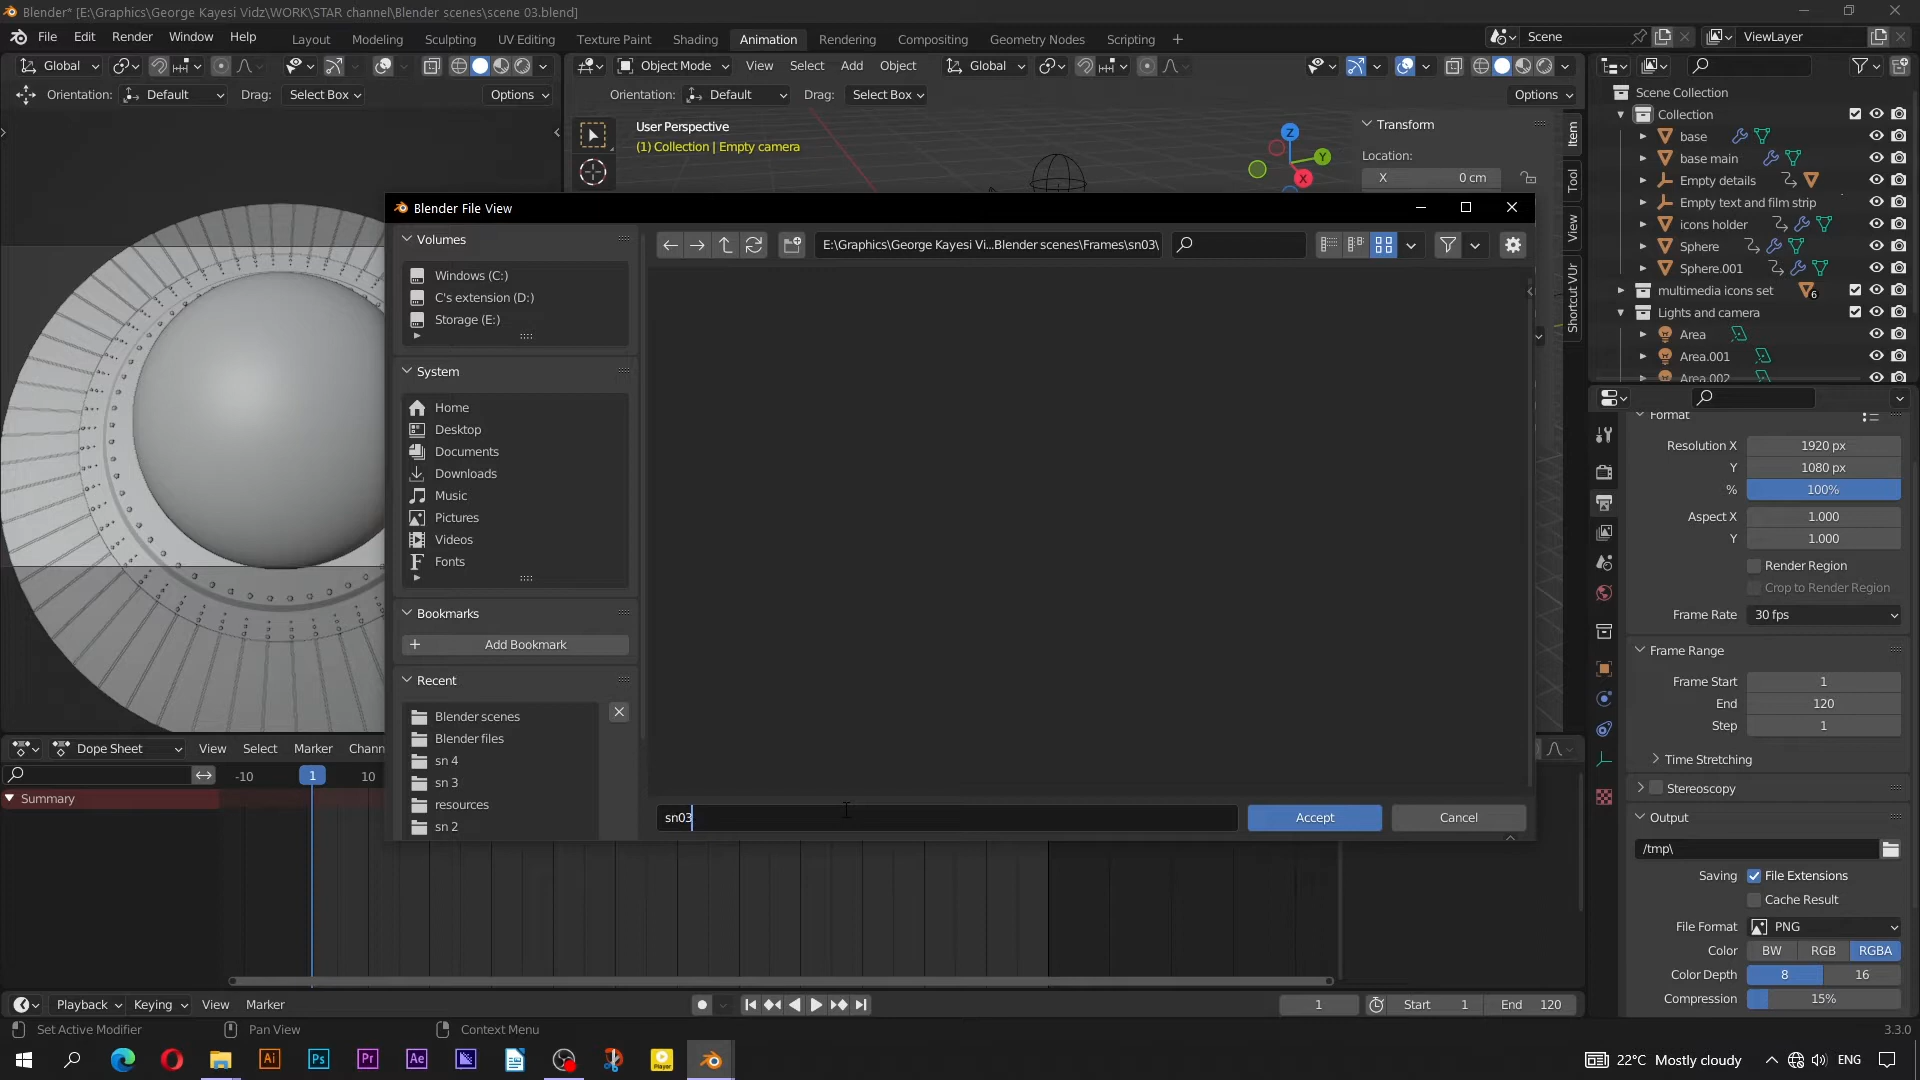 Blender* [E:\Graphics\George Kayesi Vidz\WORK\STAR channel\Blender scenes\scene 03.blend]
File Edit Render Window Help Layout Modeling Sculpting UV Editing Texture Paint Shading Animation Rendering Compositing Geometry Nodes Scripting + Scene ViewLayer
Global Object Mode View Select Add Object Global
Orientation: Default Drag: Select Box Options Orientation: Default Drag: Select Box Options
User Perspective
(1) Collection | Empty camera
Z
Y
X
Transform
Location:
X 0 cm
Item
Tool
View
Shortcut VUr
Scene Collection
Collection
base
base main
Empty details
Empty text and film strip
icons holder
Sphere
Sphere.001
multimedia icons set 6
Lights and camera
Area
Area.001
Area.002
Blender File View
Volumes
Windows (C:)
C's extension (D:)
Storage (E:)
System
Home
Desktop
Documents
Downloads
Music
Pictures
Videos
Fonts
Bookmarks
+ Add Bookmark
Recent
Blender scenes
Blender files
sn 4
sn 3
resources
sn 2
E:\Graphics\George Kayesi Vi...Blender scenes\Frames\sn03\
sn03
Accept Cancel
Format
Resolution X 1920 px
Y 1080 px
% 100%
Aspect X 1.000
Y 1.000
Render Region
Crop to Render Region
Frame Rate 30 fps
Frame Range
Frame Start 1
End 120
Step 1
Time Stretching
Stereoscopy
Output
/tmp\
Saving File Extensions
Cache Result
File Format PNG
Color BW RGB RGBA
Color Depth 8 16
Compression 15%
Dope Sheet View Select Marker Chann
-10 1 10
Summary
Playback Keying View Marker 1 Start 1 End 120
Set Active Modifier Pan View Context Menu 3.3.0
Ai Ps Pr Ae Player 22°C Mostly cloudy ENG